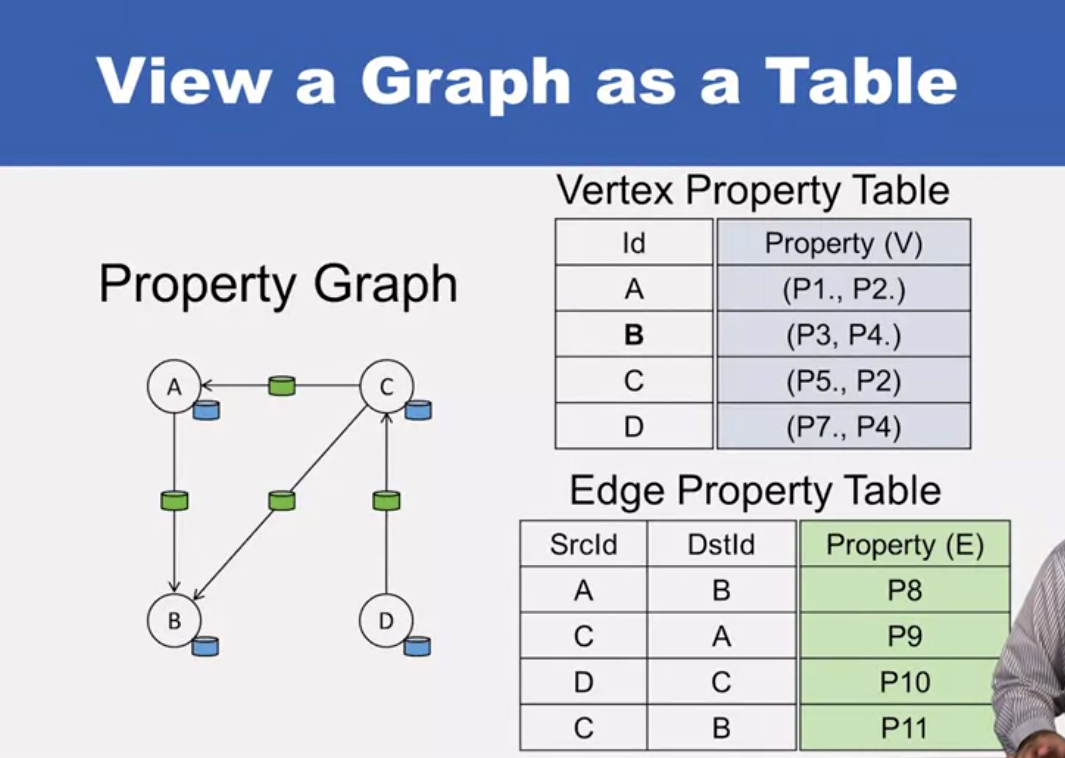 View a Graph as a Table
Property Graph
A
C
B
D
Vertex Property Table
Id Property (V)
A (P1., P2.)
B (P3, P4.)
C (P5., P2)
D (P7., P4)
Edge Property Table
SrcId DstId Property (E)
A B P8
C A P9
D C P10
C B P11